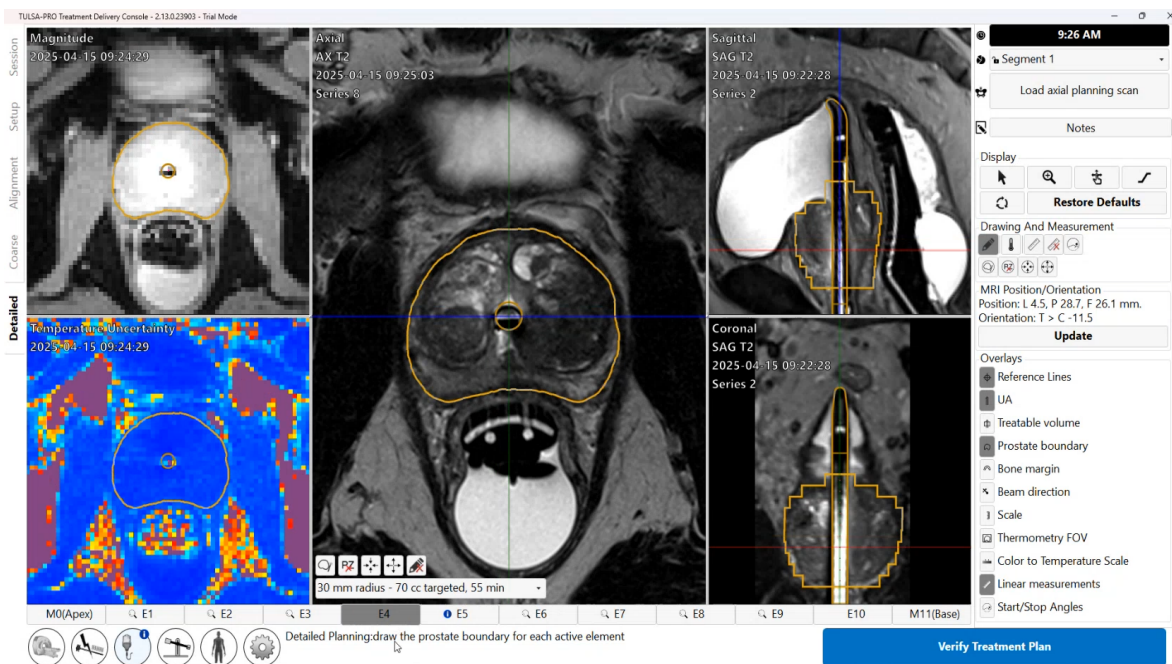 TULSA-PRO Treatment Delivery Console - 2.13.0.23903 - Trial Mode
Session
Setup
Alignment
Coarse
Detailed
Magnitude
2025-04-15 09:24:29
Axial
AX T2
2025-04-15 09:25:03
Series 8
Sagittal
SAG T2
2025-04-15 09:22:28
Series 2
Temperature Uncertainty
2025-04-15 09:24:29
Coronal
SAG T2
2025-04-15 09:22:28
Series 2
PZ
30 mm radius - 70 cc targeted, 55 min
M0(Apex)
E1
E2
E3
E4
E5
E6
E7
E8
E9
E10
M11(Base)
Detailed Planning:draw the prostate boundary for each active element
9:26 AM
Segment 1
Load axial planning scan
Notes
Display
Restore Defaults
Drawing And Measurement
PZ
MRI Position/Orientation
Position: L 4.5, P 28.7, F 26.1 mm.
Orientation: T > C -11.5
Update
Overlays
Reference Lines
UA
Treatable volume
Prostate boundary
Bone margin
Beam direction
Scale
Thermometry FOV
Color to Temperature Scale
Linear measurements
Start/Stop Angles
Verify Treatment Plan